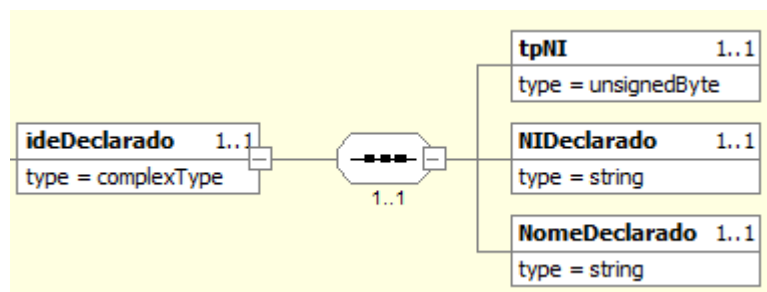 tpNI 1..1
type = unsignedByte
ideDeclarado 1..1
type = complexType
1..1
NIDeclarado 1..1
type = string
NomeDeclarado 1..1
type = string